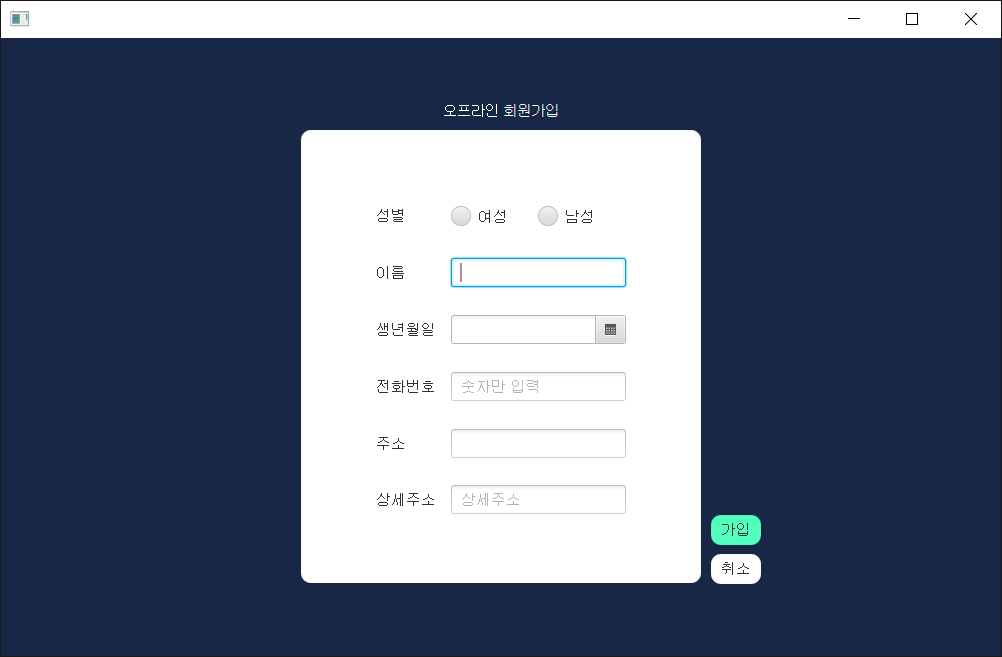 오프라인 회원가입
성별 여성 남성
이름
생년월일
전화번호 숫자만 입력
주소
상세주소 상세주소
가입
취소